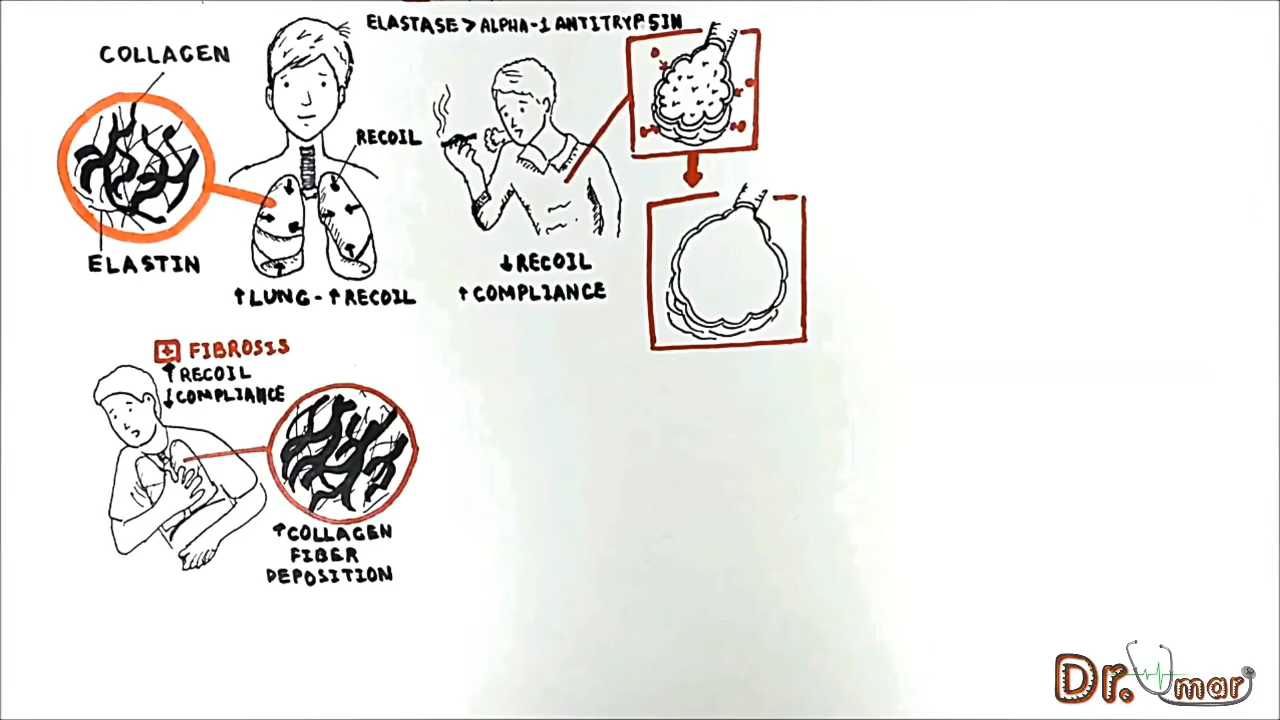 COLLAGEN
ELASTIN
RECOIL
↑LUNG-↑RECOIL
ELASTASE > ALPHA-1 ANTITRYPSIN
↓RECOIL
↑COMPLIANCE
FIBROSIS
↑RECOIL
↓COMPLIANCE
↑COLLAGEN
FIBER
DEPOSITION
Dr. Umar